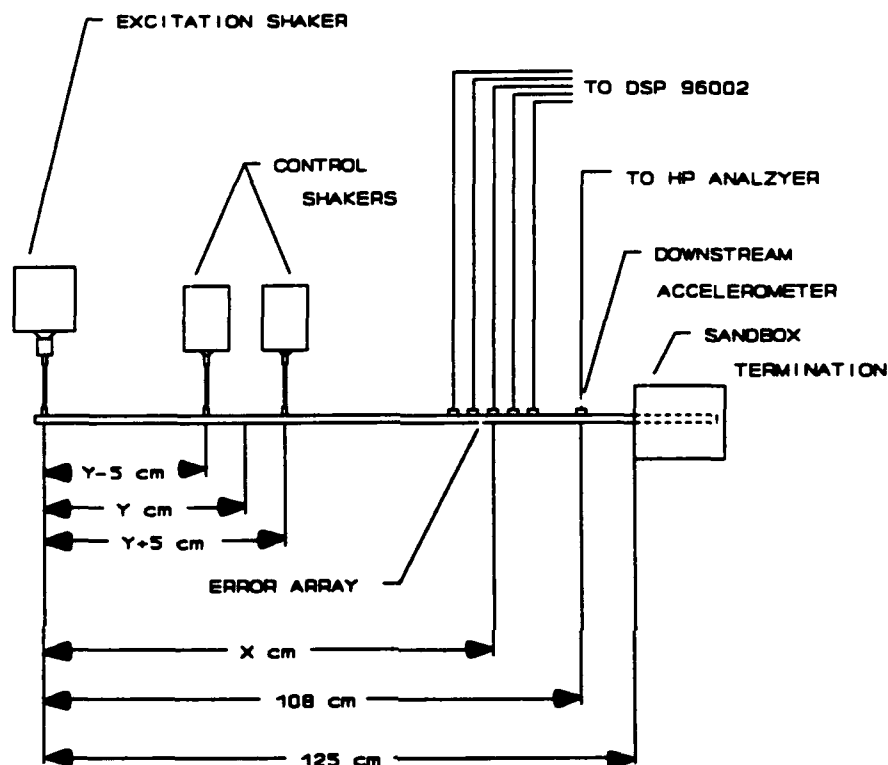 EXCITATION SHAKER
TO DSP 96002
CONTROL
SHAKERS
TO HP ANALZYER
DOWNSTREAM
ACCELEROMETER
SANDBOX
TERMINATION
Y-5 cm
Y cm
Y+5 cm
ERROR ARRAY
X cm
108 cm
125 cm